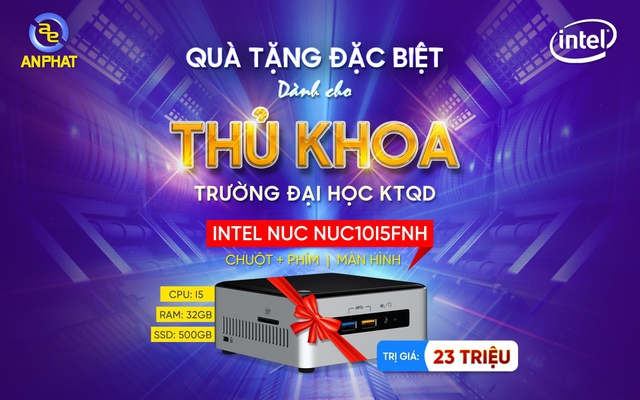 ANPHAT
intel
QUÀ TẶNG ĐẶC BIỆT
Dành cho
THỦ KHOA
TRƯỜNG ĐẠI HỌC KTQD
INTEL NUC NUC10I5FNH
CHUỘT + PHÍM | MÀN HÌNH
CPU: I5
RAM: 32GB
SSD: 500GB
TRỊ GIÁ: 23 TRIỆU